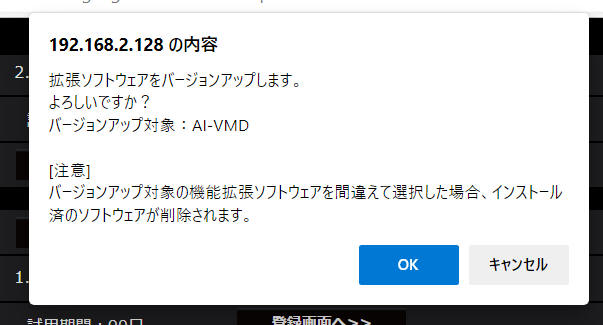 192.168.2.128 の内容
2.
拡張ソフトウェアをバージョンアップします。
よろしいですか？
バージョンアップ対象：AI-VMD
[注意]
バージョンアップ対象の機能拡張ソフトウェアを間違えて選択した場合、インストール
済のソフトウェアが削除されます。
OK キャンセル
1.
試用期間：90日 登録画面へ>>